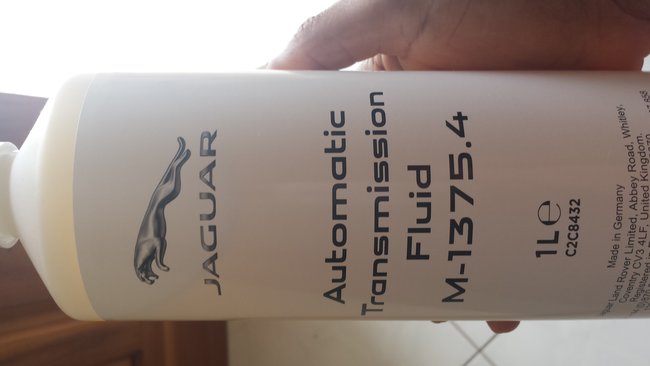 JAGUAR
Automatic
Transmission
Fluid
M-1375.4
1Le
C2C8432
Made in Germany
Land Rover Limited, Abbey Road, Whitley,
Coventry CV3 4LF, United Kingdom.
Registered